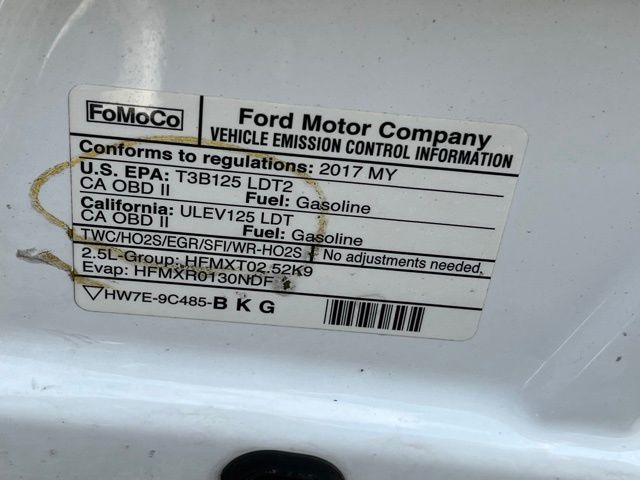 FoMoCo
Ford Motor Company
VEHICLE EMISSION CONTROL INFORMATION
Conforms to regulations: 2017 MY
U.S. EPA: T3B125 LDT2
CA OBD II Fuel: Gasoline
California: ULEV125 LDT
CA OBD II Fuel: Gasoline
TWC/HO2S/EGR/SFI/WR-HO2S No adjustments needed.
2.5L-Group: HFMXT02.52K9
Evap: HFMXR0130NDF
HW7E-9C485-B K G